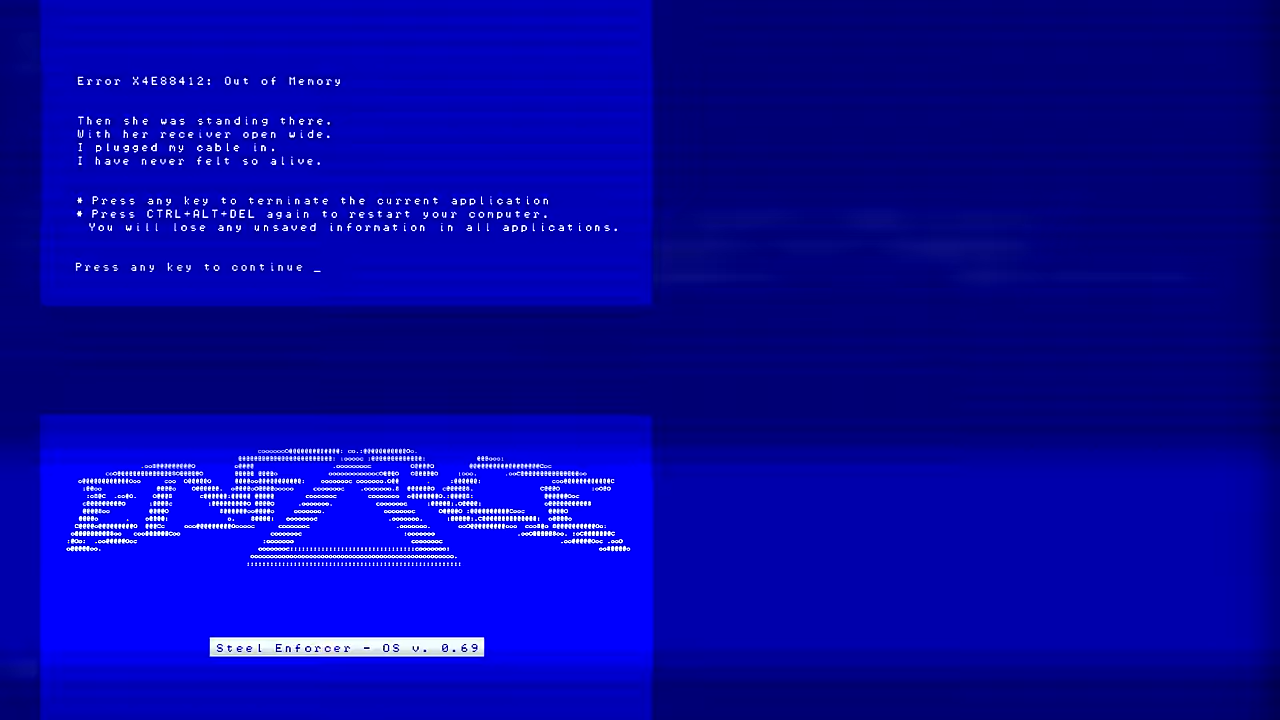 Error X4E88412: Out of Memory
Then she was standing there.
With her receiver open wide.
I plugged my cable in.
I have never felt so alive.
* Press any key to terminate the current application
* Press CTRL+ALT+DEL again to restart your computer.
You will lose any unsaved information in all applications.
Press any key to continue _
Steel Enforcer - OS v. 0.69